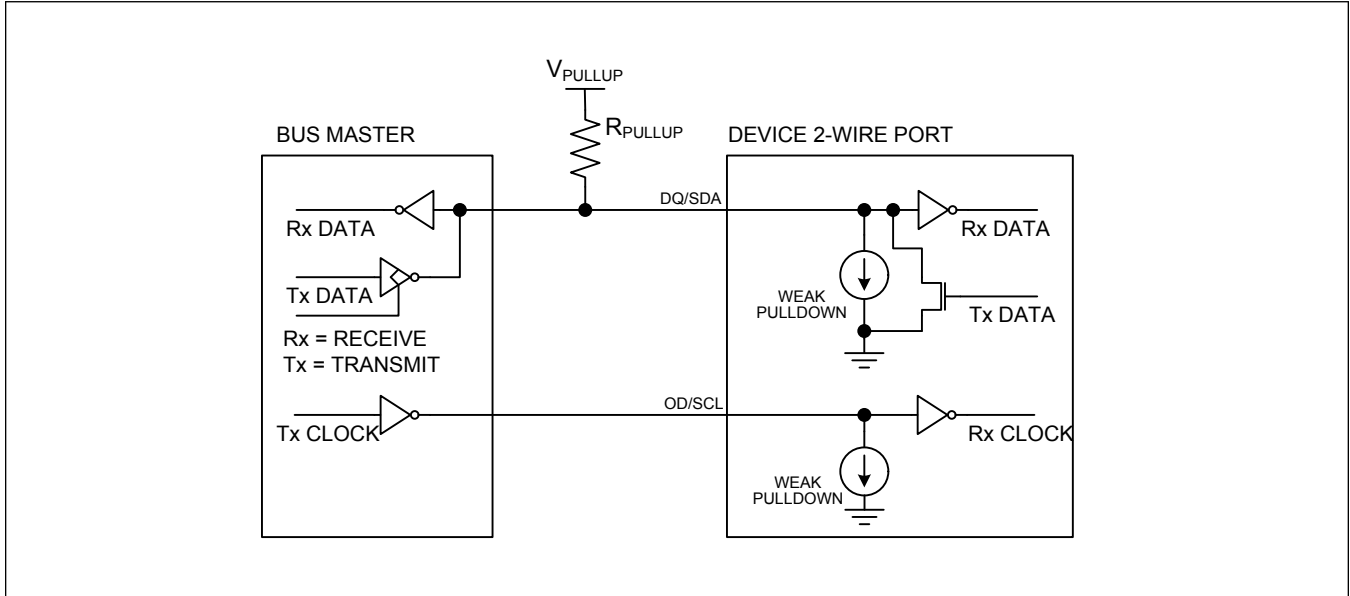 VPULLUP
RPULLUP
BUS MASTER
DEVICE 2-WIRE PORT
DQ/SDA
Rx DATA
Rx DATA
Tx DATA
WEAK
PULLDOWN
Tx DATA
Rx = RECEIVE
Tx = TRANSMIT
OD/SCL
Tx CLOCK
Rx CLOCK
WEAK
PULLDOWN